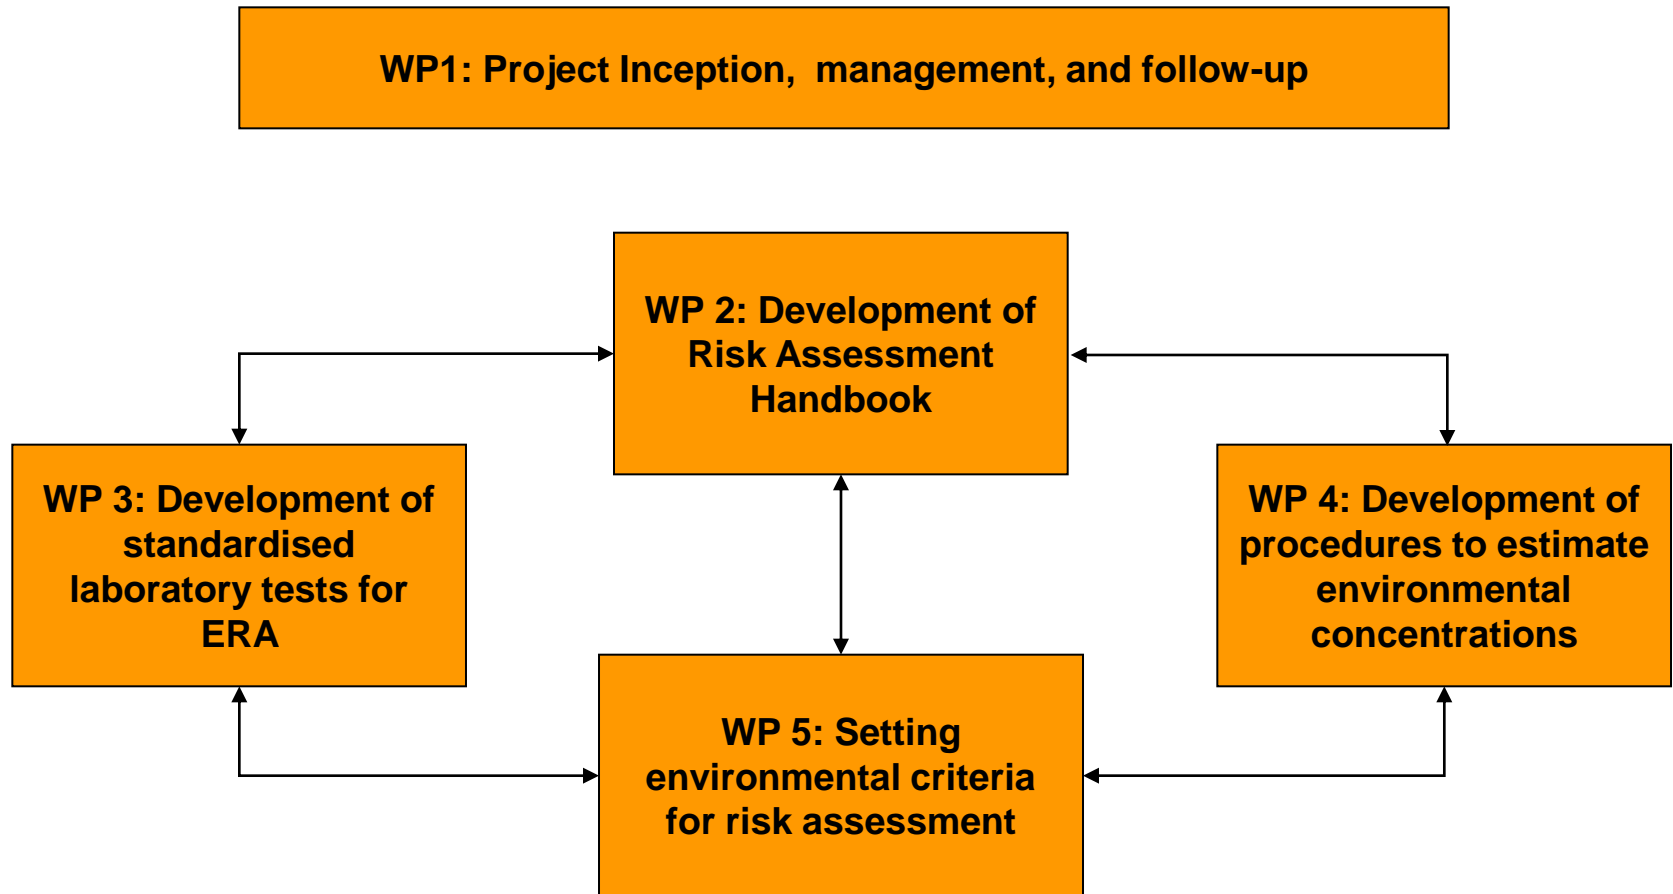 WP1: Project Inception,  management, and follow-up
WP 2: Development of
Risk Assessment
Handbook
WP 3: Development of
standardised
laboratory tests for
ERA
WP 4: Development of
procedures to estimate
environmental
concentrations
WP 5: Setting
environmental criteria
for risk assessment